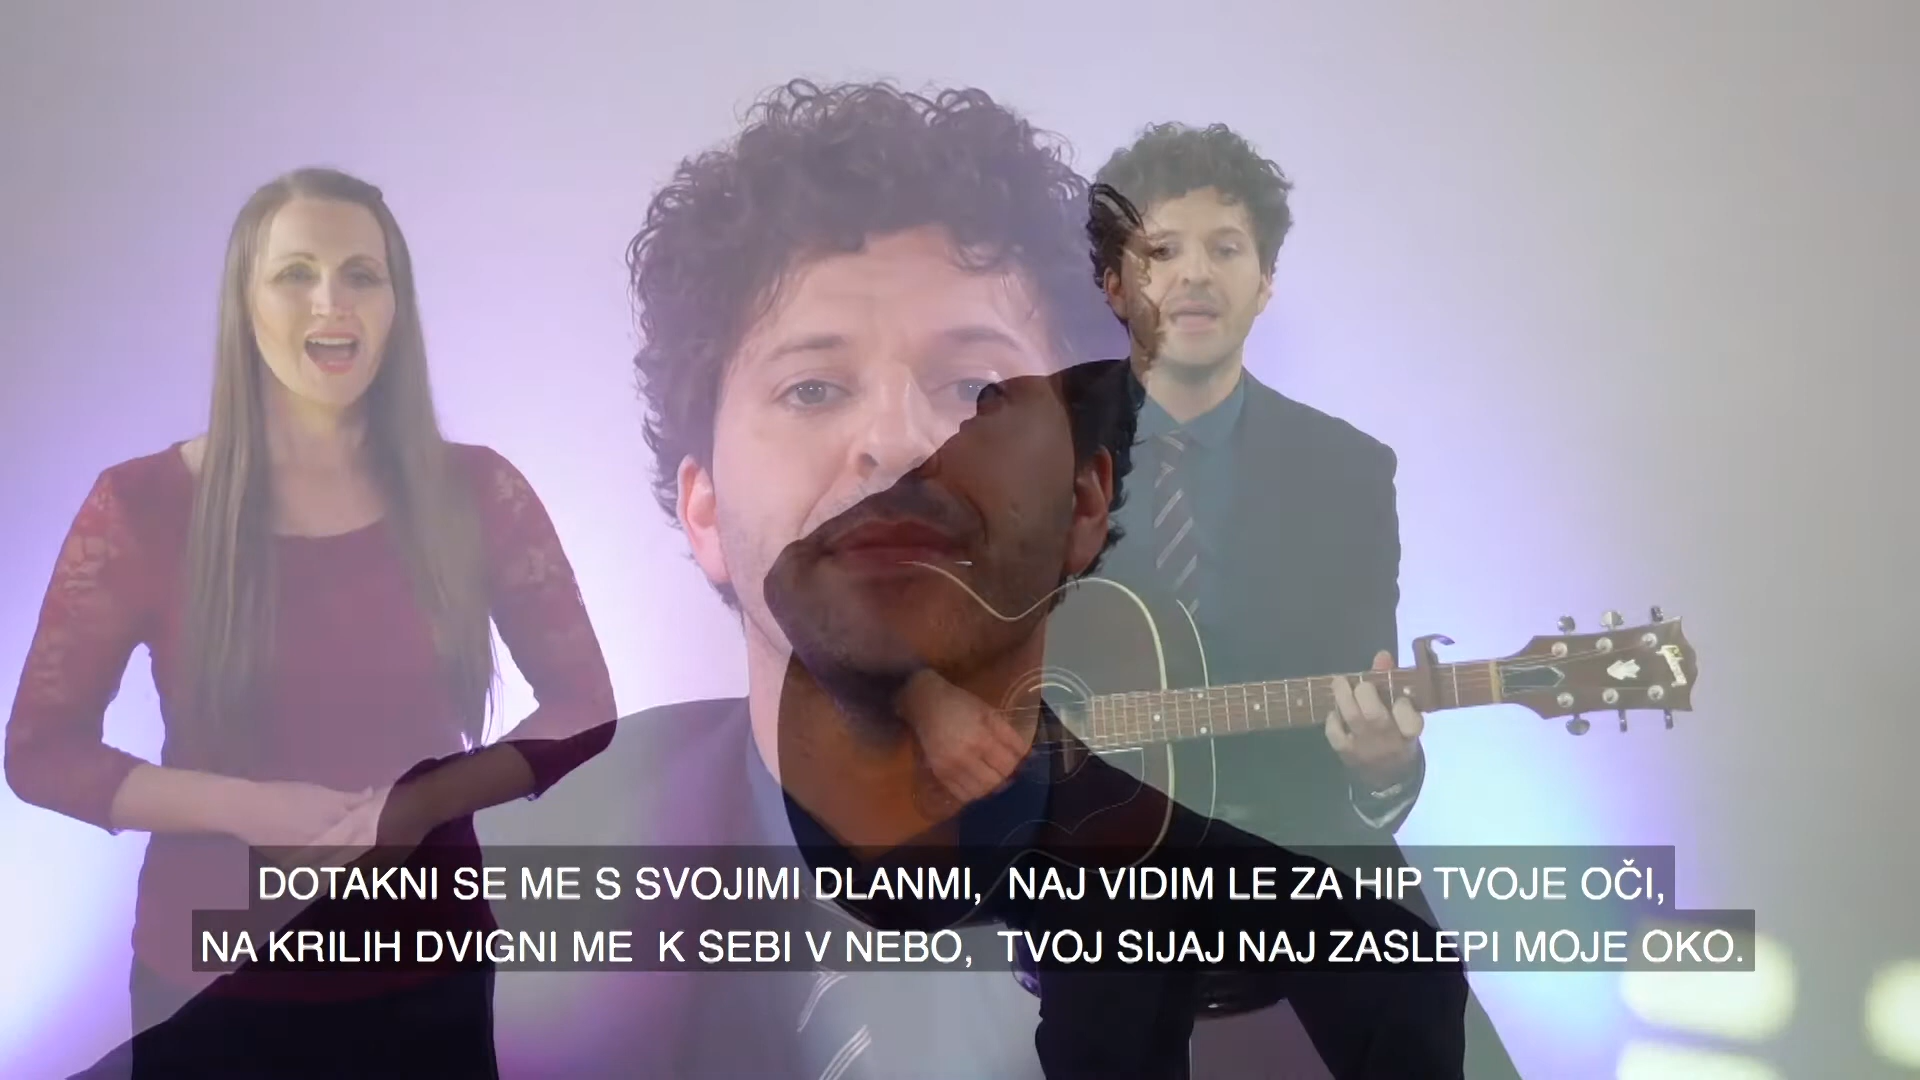 DOTAKNI SE ME S SVOJIMI DLANMI, NAJ VIDIM LE ZA HIP TVOJE OČI,
NA KRILIH DVIGNI ME K SEBI V NEBO, TVOJ SIJAJ NAJ ZASLEPI MOJE OKO.